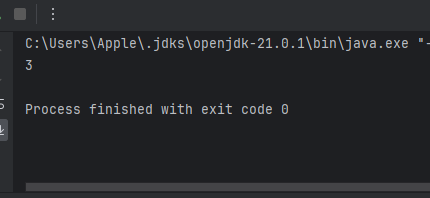 C:\Users\Apple\.jdks\openjdk-21.0.1\bin\java.exe "-
3
Process finished with exit code 0